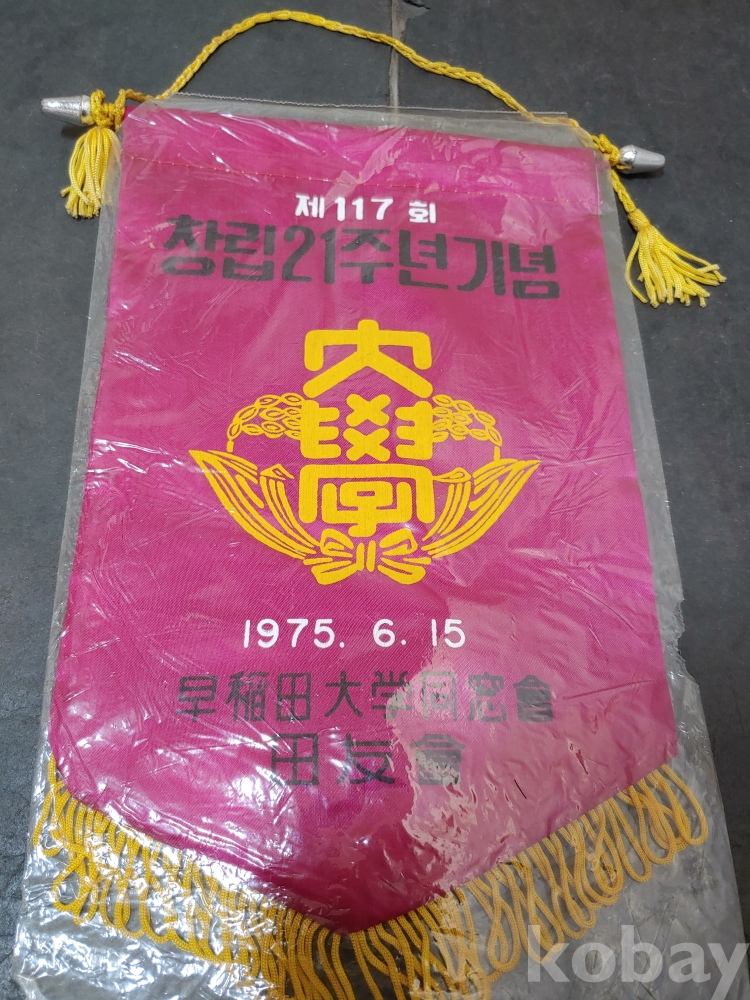 제117회
창립21주년기념
大
學
1975. 6. 15
早稲田大学同窓會
田友會
kobay